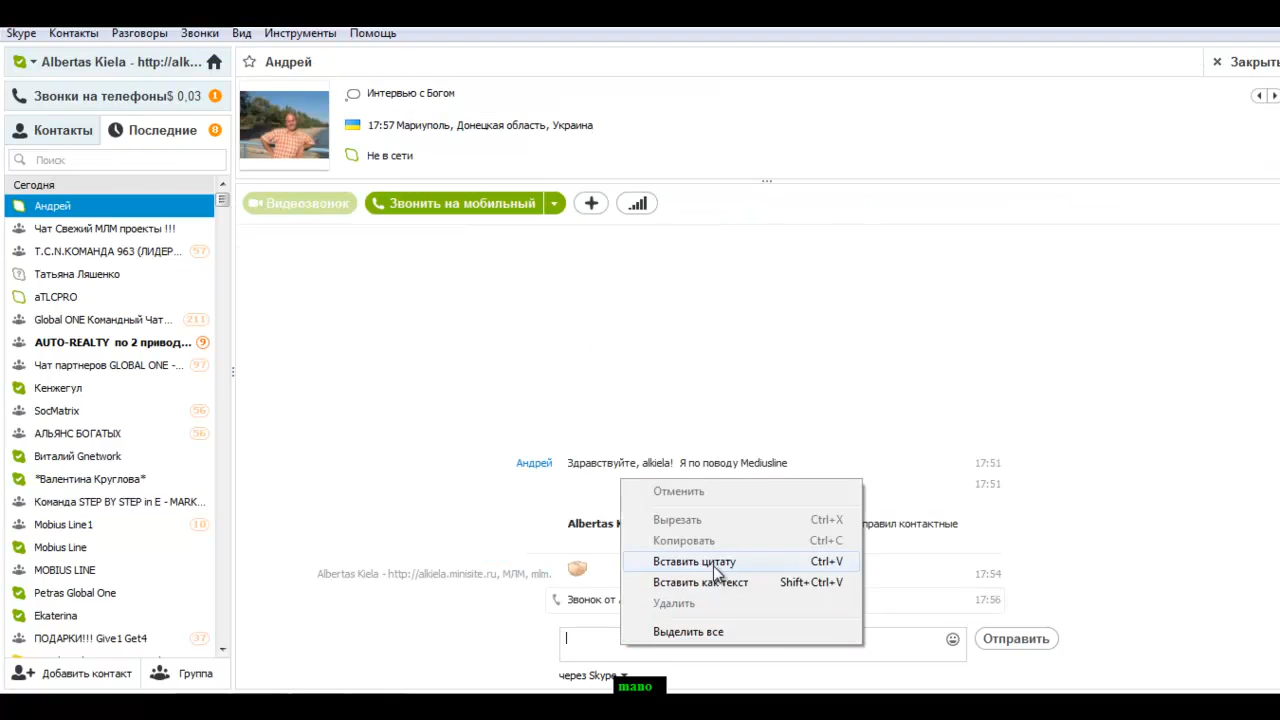 Skype Контакты Разговоры Звонки Вид Инструменты Помощь
Albertas Kiela - http://alk...
Звонки на телефоны $ 0,03 1
Контакты Последние 8
Поиск
Сегодня
Андрей
Чат Свежий МЛМ проекты !!!
T.C.N.КОМАНДА 963 (ЛИДЕР... 57
Татьяна Ляшенко
aTLCPRO
Global ONE Командный Чат... 211
AUTO-REALTY по 2 привод... 9
Чат партнеров GLOBAL ONE -... 97
Кенжегул
SocMatrix 56
АЛЬЯНС БОГАТЫХ 56
Виталий Gnetwork
*Валентина Круглова*
Команда STEP BY STEP in E - MARK...
Mobius Line1 10
Mobius Line
MOBIUS LINE
Petras Global One
Ekaterina
ПОДАРКИ!!! Give1 Get4 37
Добавить контакт Группа
Андрей
Закрыть
Интервью с Богом
17:57 Мариуполь, Донецкая область, Украина
Не в сети
Видеозвонок Звонить на мобильный
Андрей Здравствуйте, alkiela! Я по поводу Mediusline 17:51
17:51
Albertas K правил контактные
Albertas Kiela - http://alkiela.minisite.ru, МЛМ, mlm. 17:54
Звонок от 17:56
Отменить
Вырезать Ctrl+X
Копировать Ctrl+C
Вставить цитату Ctrl+V
Вставить как текст Shift+Ctrl+V
Удалить
Выделить все
Отправить
через Skype
mano